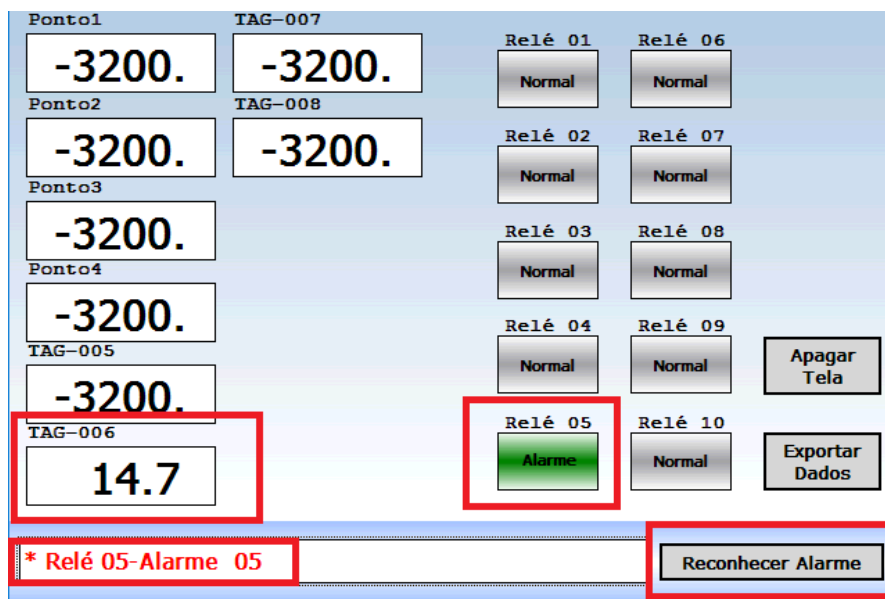 Ponto1
-3200.
Ponto2
-3200.
Ponto3
-3200.
Ponto4
-3200.
TAG-005
-3200.
TAG-006
14.7
TAG-007
-3200.
TAG-008
-3200.
Relé 01
Normal
Relé 02
Normal
Relé 03
Normal
Relé 04
Normal
Relé 05
Alarme
Relé 06
Normal
Relé 07
Normal
Relé 08
Normal
Relé 09
Normal
Relé 10
Normal
Apagar
Tela
Exportar
Dados
* Relé 05-Alarme 05
Reconhecer Alarme